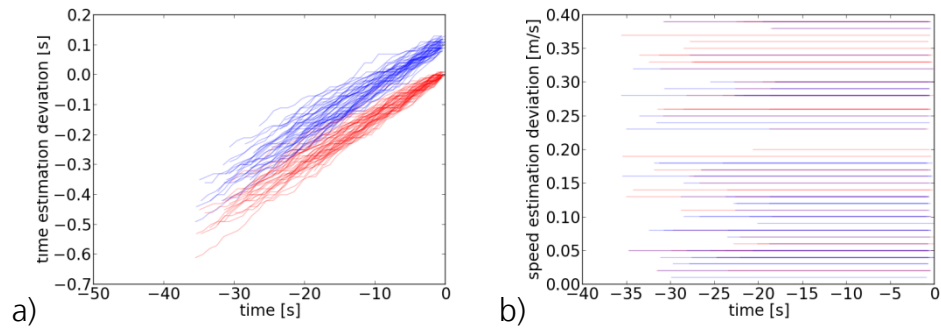 0.2
0.1
0.0
−0.1
−0.2
−0.3
−0.4
−0.5
−0.6
−0.7
time estimation deviation [s]
−50 −40 −30 −20 −10 0
time [s]
a)
0.40
0.35
0.30
0.25
0.20
0.15
0.10
0.05
0.00
speed estimation deviation [m/s]
−40 −35 −30 −25 −20 −15 −10 −5 0
time [s]
b)